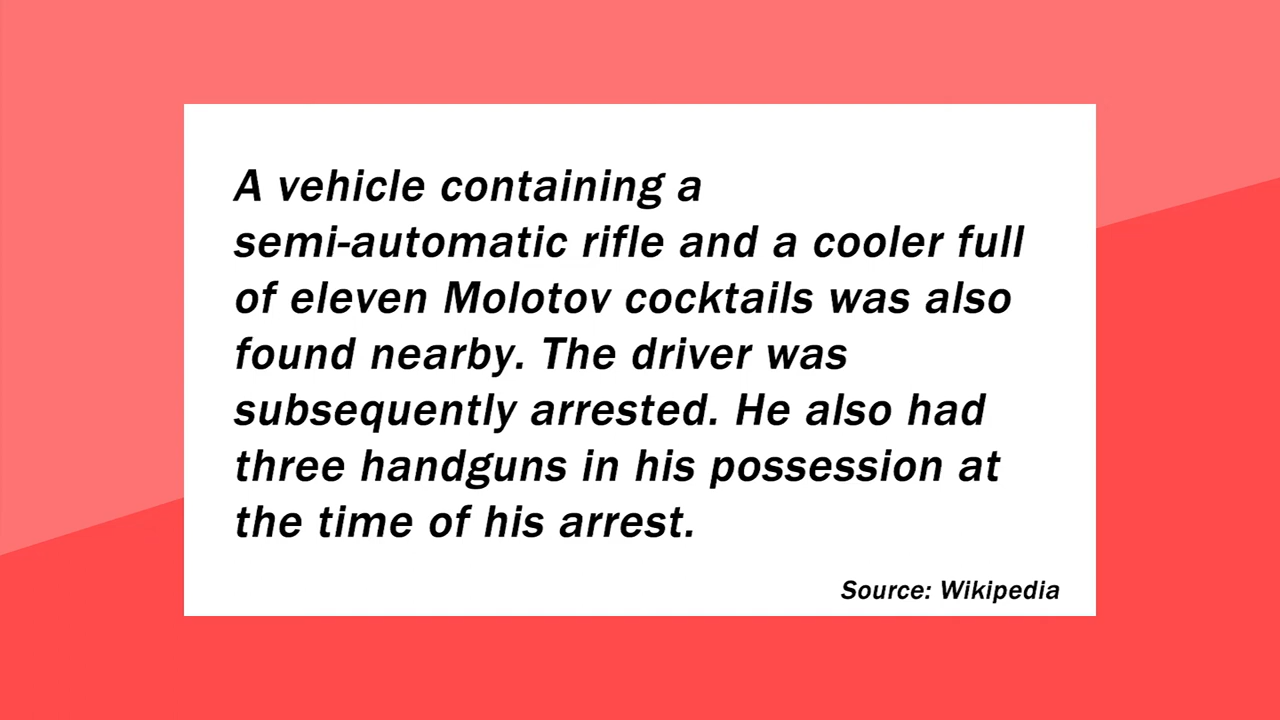 A vehicle containing a
semi-automatic rifle and a cooler full
of eleven Molotov cocktails was also
found nearby. The driver was
subsequently arrested. He also had
three handguns in his possession at
the time of his arrest.
Source: Wikipedia